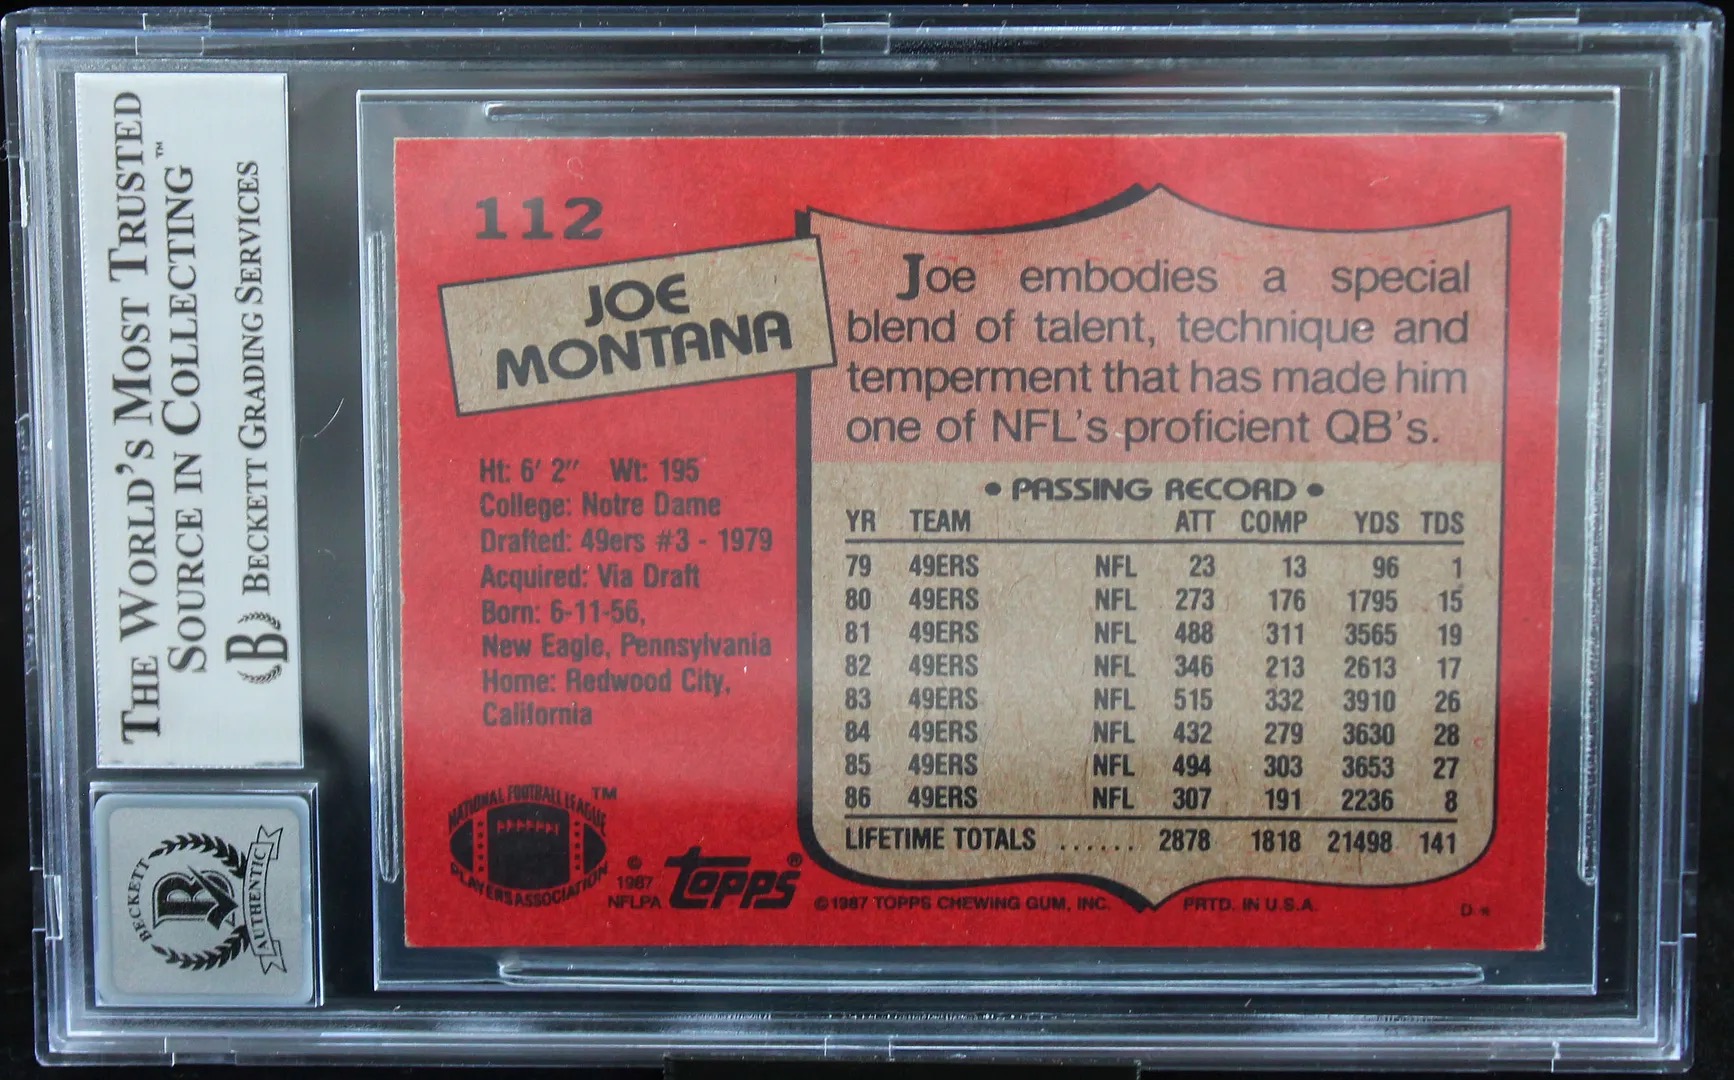 THE WORLD'S MOST TRUSTED
SOURCE IN COLLECTING™
B BECKETT GRADING SERVICES
BECKETT
B
AUTHENTIC
112
JOE
MONTANA
Ht: 6' 2" Wt: 195
College: Notre Dame
Drafted: 49ers #3 - 1979
Acquired: Via Draft
Born: 6-11-56,
New Eagle, Pennsylvania
Home: Redwood City,
California
NATIONAL FOOTBALL LEAGUE ™
PLAYERS ASSOCIATION
©
1987
NFLPA
topps®
Joe embodies a special
blend of talent, technique and
temperment that has made him
one of NFL's proficient QB's.
• PASSING RECORD •
YR TEAM ATT COMP YDS TDS
79 49ERS NFL 23 13 96 1
80 49ERS NFL 273 176 1795 15
81 49ERS NFL 488 311 3565 19
82 49ERS NFL 346 213 2613 17
83 49ERS NFL 515 332 3910 26
84 49ERS NFL 432 279 3630 28
85 49ERS NFL 494 303 3653 27
86 49ERS NFL 307 191 2236 8
LIFETIME TOTALS ...... 2878 1818 21498 141
©1987 TOPPS CHEWING GUM, INC. PRTD. IN U.S.A. D*